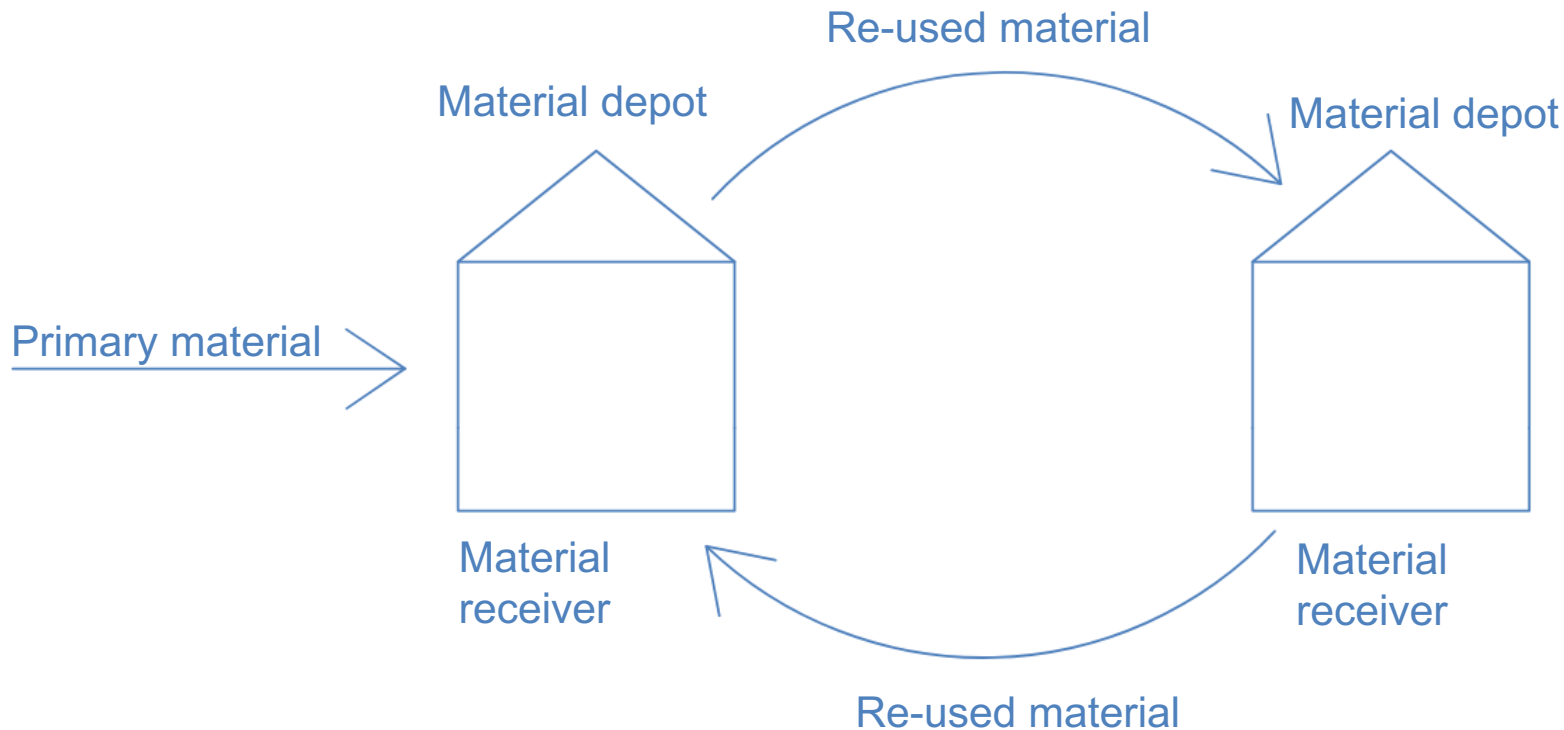 Re-used material
Material depot
Material depot
Primary material
Material
receiver
Material
receiver
Re-used material